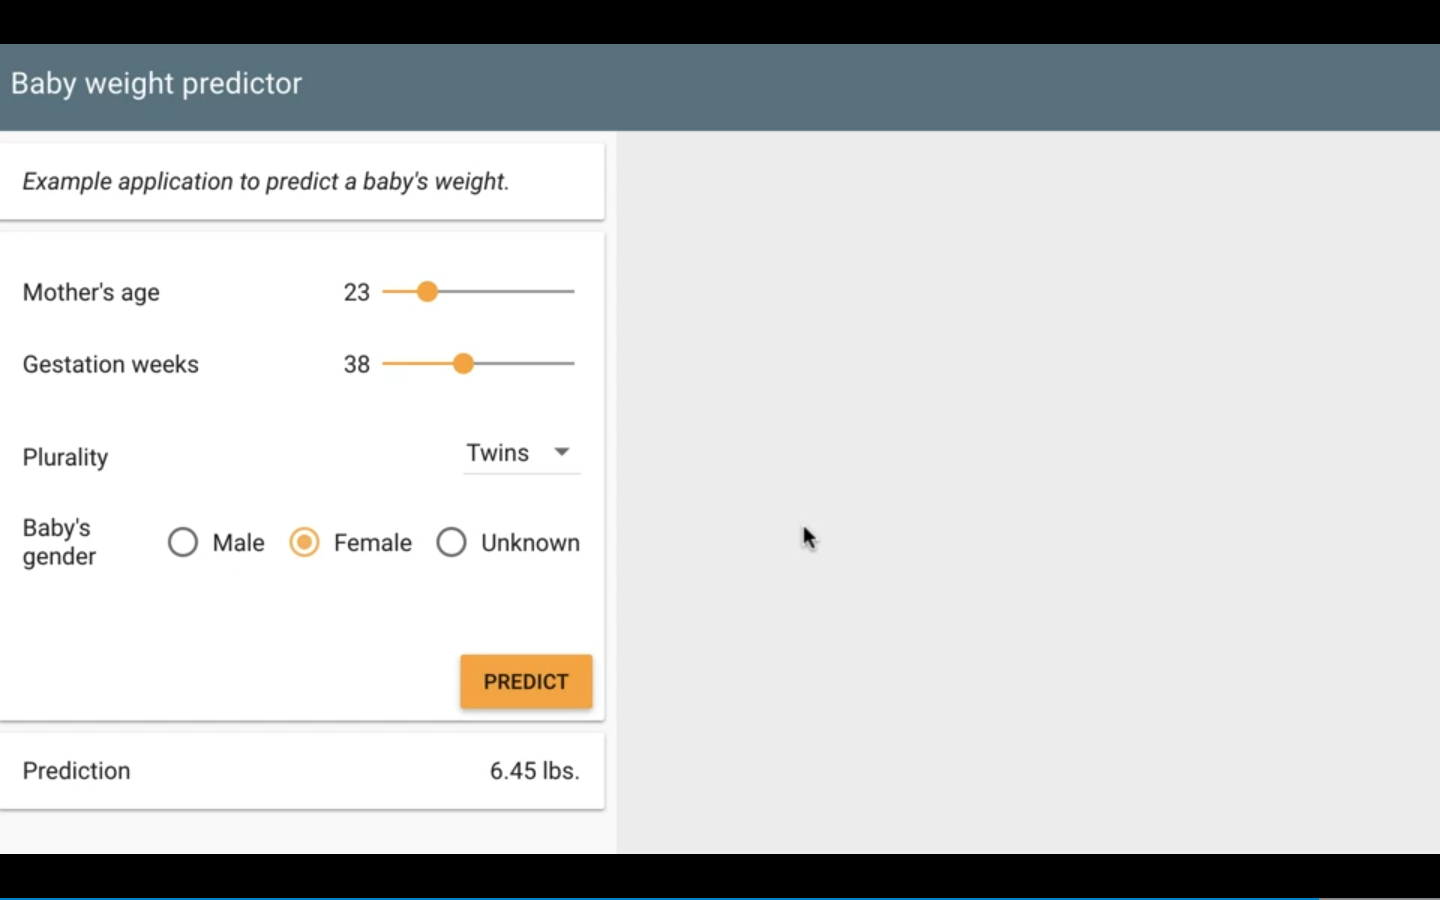 Baby weight predictor
Example application to predict a baby's weight.
Mother's age 23
Gestation weeks 38
Plurality Twins
Baby's gender Male Female Unknown
PREDICT
Prediction 6.45 lbs.